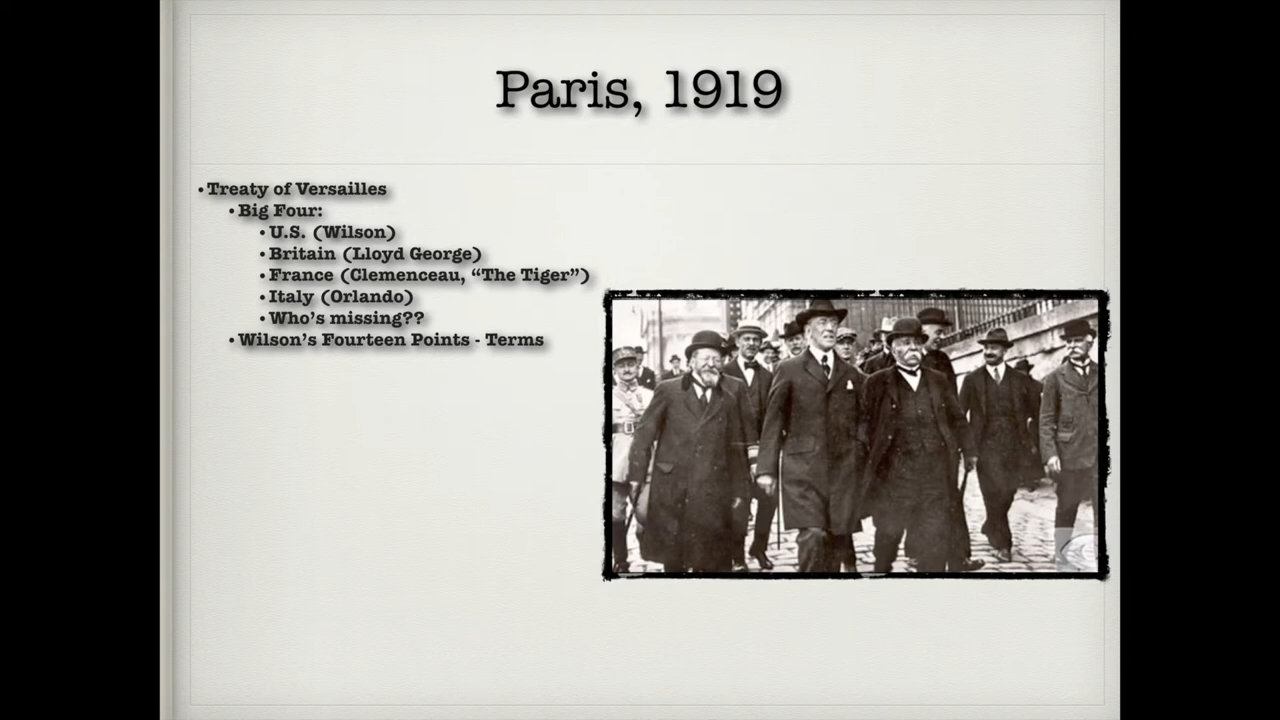 Paris, 1919
• Treaty of Versailles
• Big Four:
• U.S. (Wilson)
• Britain (Lloyd George)
• France (Clemenceau, “The Tiger”)
• Italy (Orlando)
• Who’s missing??
• Wilson’s Fourteen Points - Terms